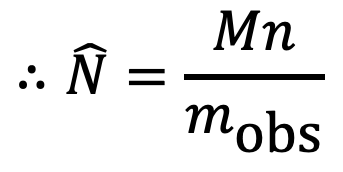 ∴ N̂ = Mn / m_obs